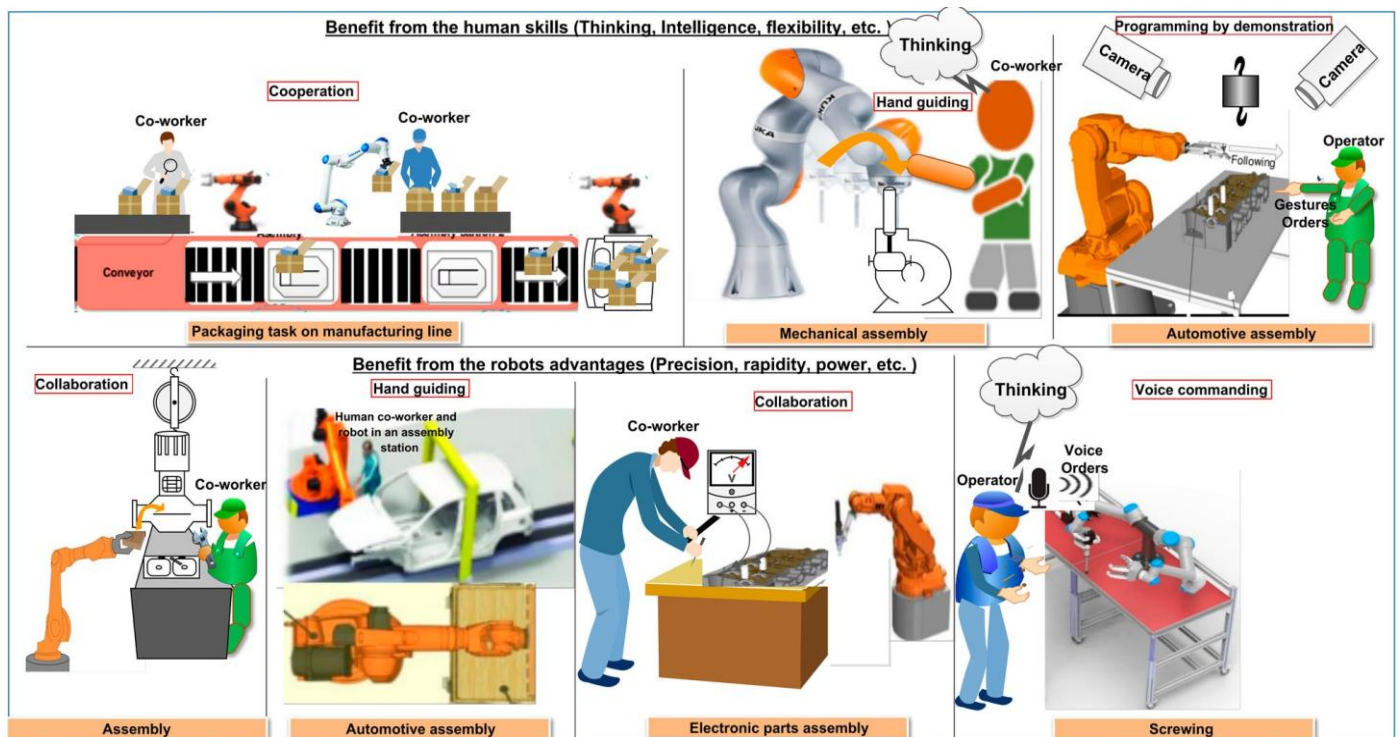 Benefit from the human skills (Thinking, Intelligence, flexibility, etc. )
Cooperation
Co-worker
Co-worker
Conveyor
Packaging task on manufacturing line
Thinking
Co-worker
Hand guiding
KUKA
Mechanical assembly
Programming by demonstration
Camera
Camera
Operator
Following
Gestures
Orders
Automotive assembly
Benefit from the robots advantages (Precision, rapidity, power, etc. )
Collaboration
Co-worker
Assembly
Hand guiding
Human co-worker and
robot in an assembly
station
Automotive assembly
Collaboration
Co-worker
V
Electronic parts assembly
Thinking
Voice commanding
Voice
Orders
Operator
Screwing